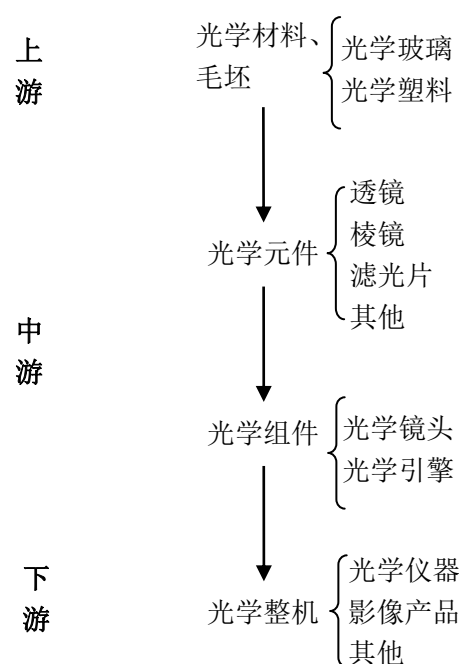 上游
光学材料、
毛坯
光学玻璃
光学塑料
光学元件
透镜
棱镜
滤光片
其他
中游
光学组件
光学镜头
光学引擎
下游
光学整机
光学仪器
影像产品
其他